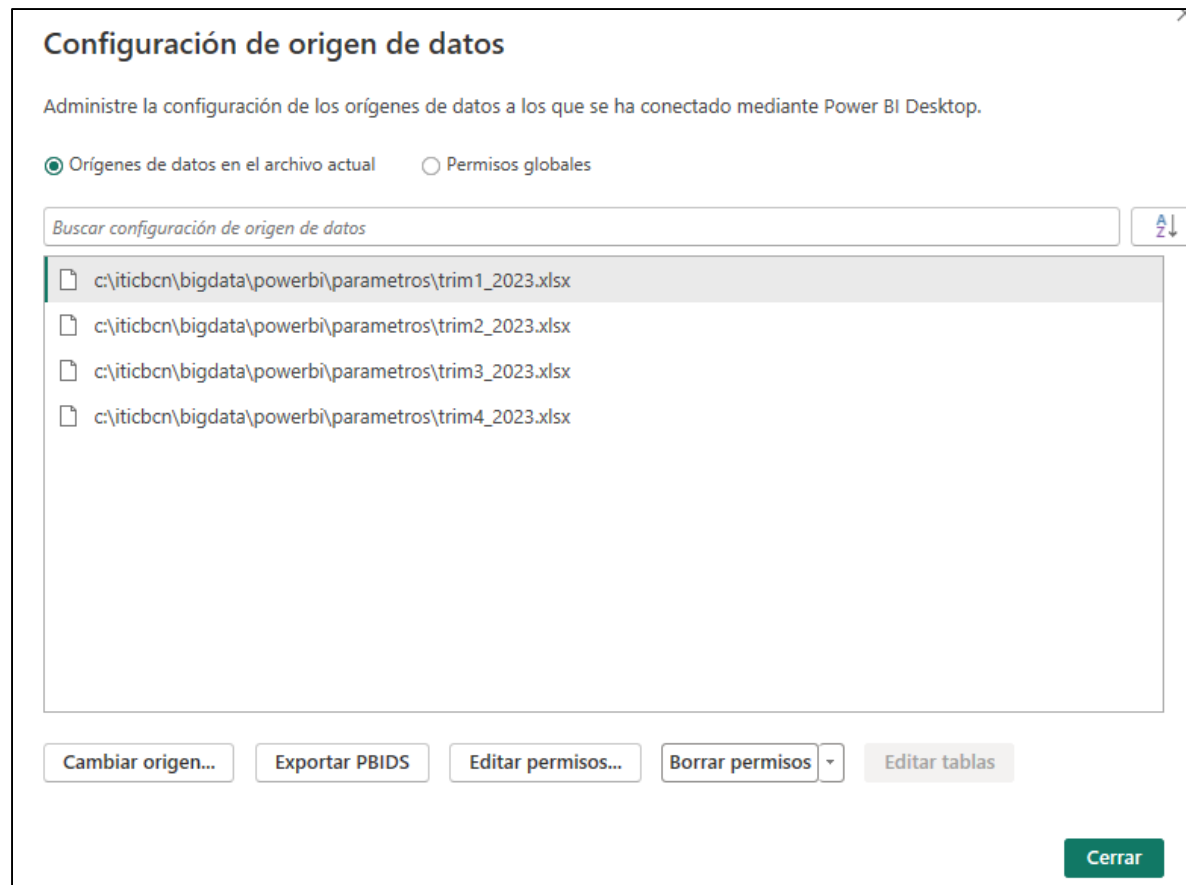 Configuración de origen de datos
Administre la configuración de los orígenes de datos a los que se ha conectado mediante Power BI Desktop.
Orígenes de datos en el archivo actual Permisos globales
Buscar configuración de origen de datos AZ↓
c:\iticbcn\bigdata\powerbi\parametros\trim1_2023.xlsx
c:\iticbcn\bigdata\powerbi\parametros\trim2_2023.xlsx
c:\iticbcn\bigdata\powerbi\parametros\trim3_2023.xlsx
c:\iticbcn\bigdata\powerbi\parametros\trim4_2023.xlsx
Cambiar origen... Exportar PBIDS Editar permisos... Borrar permisos Editar tablas
Cerrar